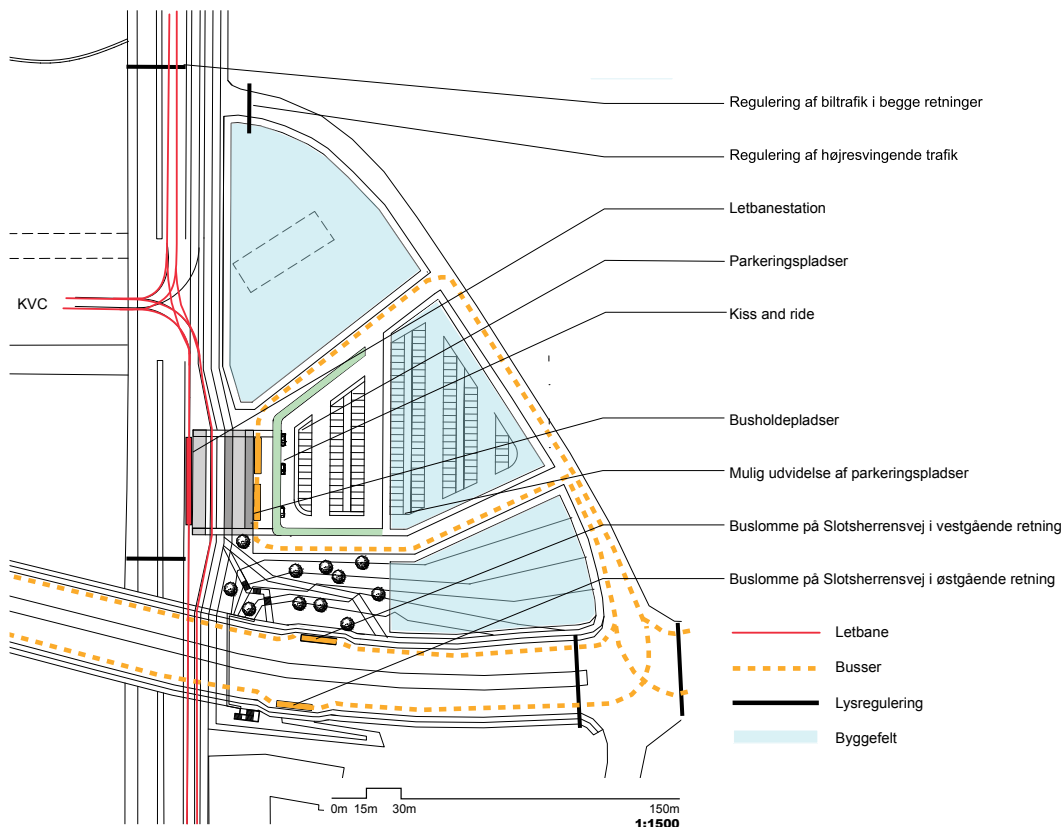 Regulering af biltrafik i begge retninger
Regulering af højresvingende trafik
Letbanestation
Parkeringspladser
KVC
Kiss and ride
Busholdepladser
Mulig udvidelse af parkeringspladser
Buslomme på Slotsherrensvej i vestgående retning
Buslomme på Slotsherrensvej i østgående retning
Letbane
Busser
Lysregulering
Byggefelt
0m 15m 30m 150m
1:1500